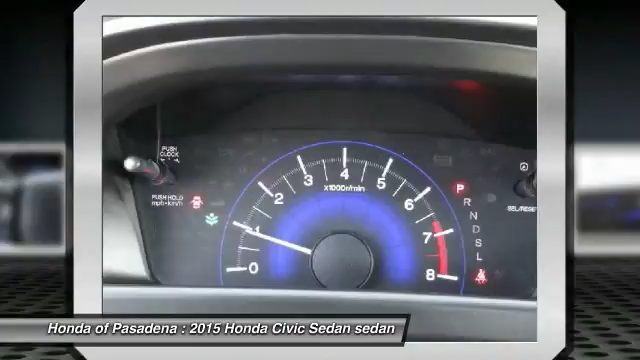 PUSH
CLOCK
PUSH HOLD
mph◄►km/h
SEL/RESET
0
1
2
3
4
5
6
7
8
x1000r/min
P
R
N
D
S
L
Honda of Pasadena : 2015 Honda Civic Sedan sedan